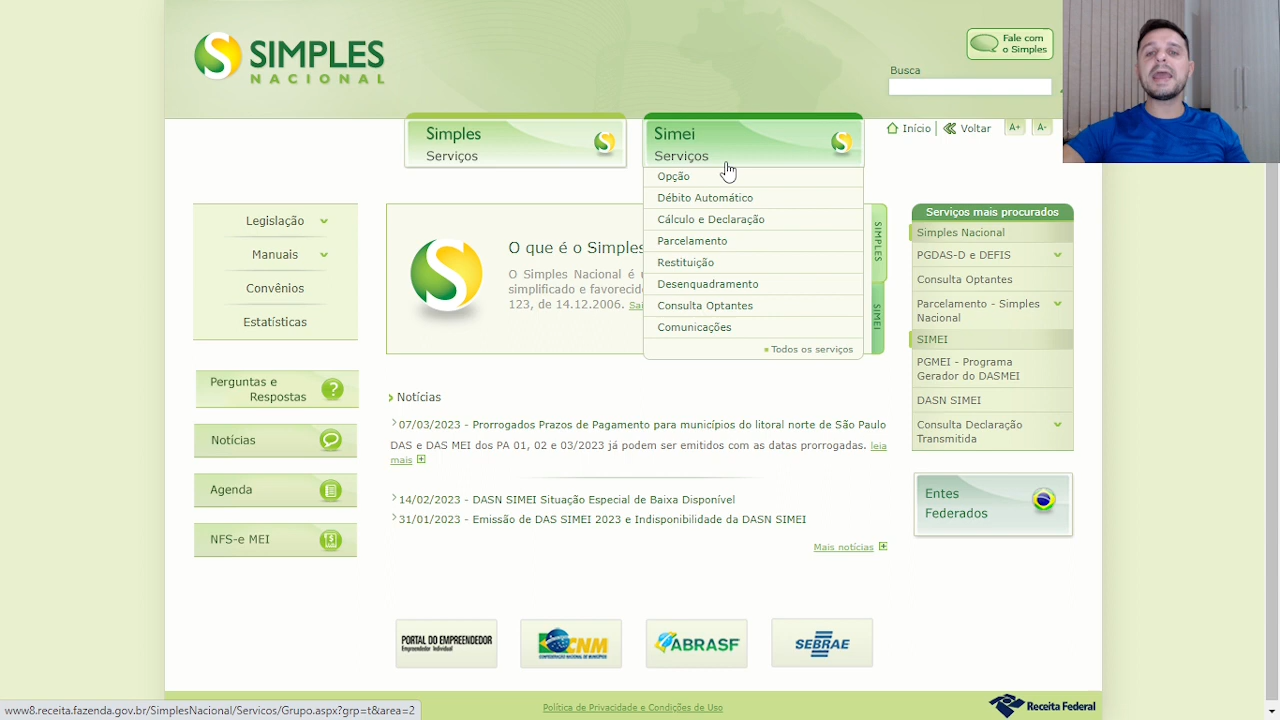 SIMPLES
NACIONAL
Fale com
o Simples
Busca
Simples
Serviços
Simei
Serviços
Início
Voltar
A+
A-
Opção
Débito Automático
Cálculo e Declaração
Parcelamento
Restituição
Desenquadramento
Consulta Optantes
Comunicações
Todos os serviços
Legislação
Manuais
Convênios
Estatísticas
Perguntas e
Respostas
Notícias
Agenda
NFS-e MEI
O que é o Simples
O Simples Nacional é u
simplificado e favorecid
123, de 14.12.2006. Sai
SIMPLES
SIMEI
Notícias
07/03/2023 - Prorrogados Prazos de Pagamento para municípios do litoral norte de São Paulo
DAS e DAS MEI dos PA 01, 02 e 03/2023 já podem ser emitidos com as datas prorrogadas. leia
mais
14/02/2023 - DASN SIMEI Situação Especial de Baixa Disponível
31/01/2023 - Emissão de DAS SIMEI 2023 e Indisponibilidade da DASN SIMEI
Mais notícias
Serviços mais procurados
Simples Nacional
PGDAS-D e DEFIS
Consulta Optantes
Parcelamento - Simples
Nacional
SIMEI
PGMEI - Programa
Gerador do DASMEI
DASN SIMEI
Consulta Declaração
Transmitida
Entes
Federados
PORTAL DO EMPREENDEDOR
Empreendedor Individual
CNM
CONFEDERAÇÃO NACIONAL DE MUNICÍPIOS
ABRASF
SEBRAE
www8.receita.fazenda.gov.br/SimplesNacional/Servicos/Grupo.aspx?grp=t&area=2
Política de Privacidade e Condições de Uso
Receita Federal